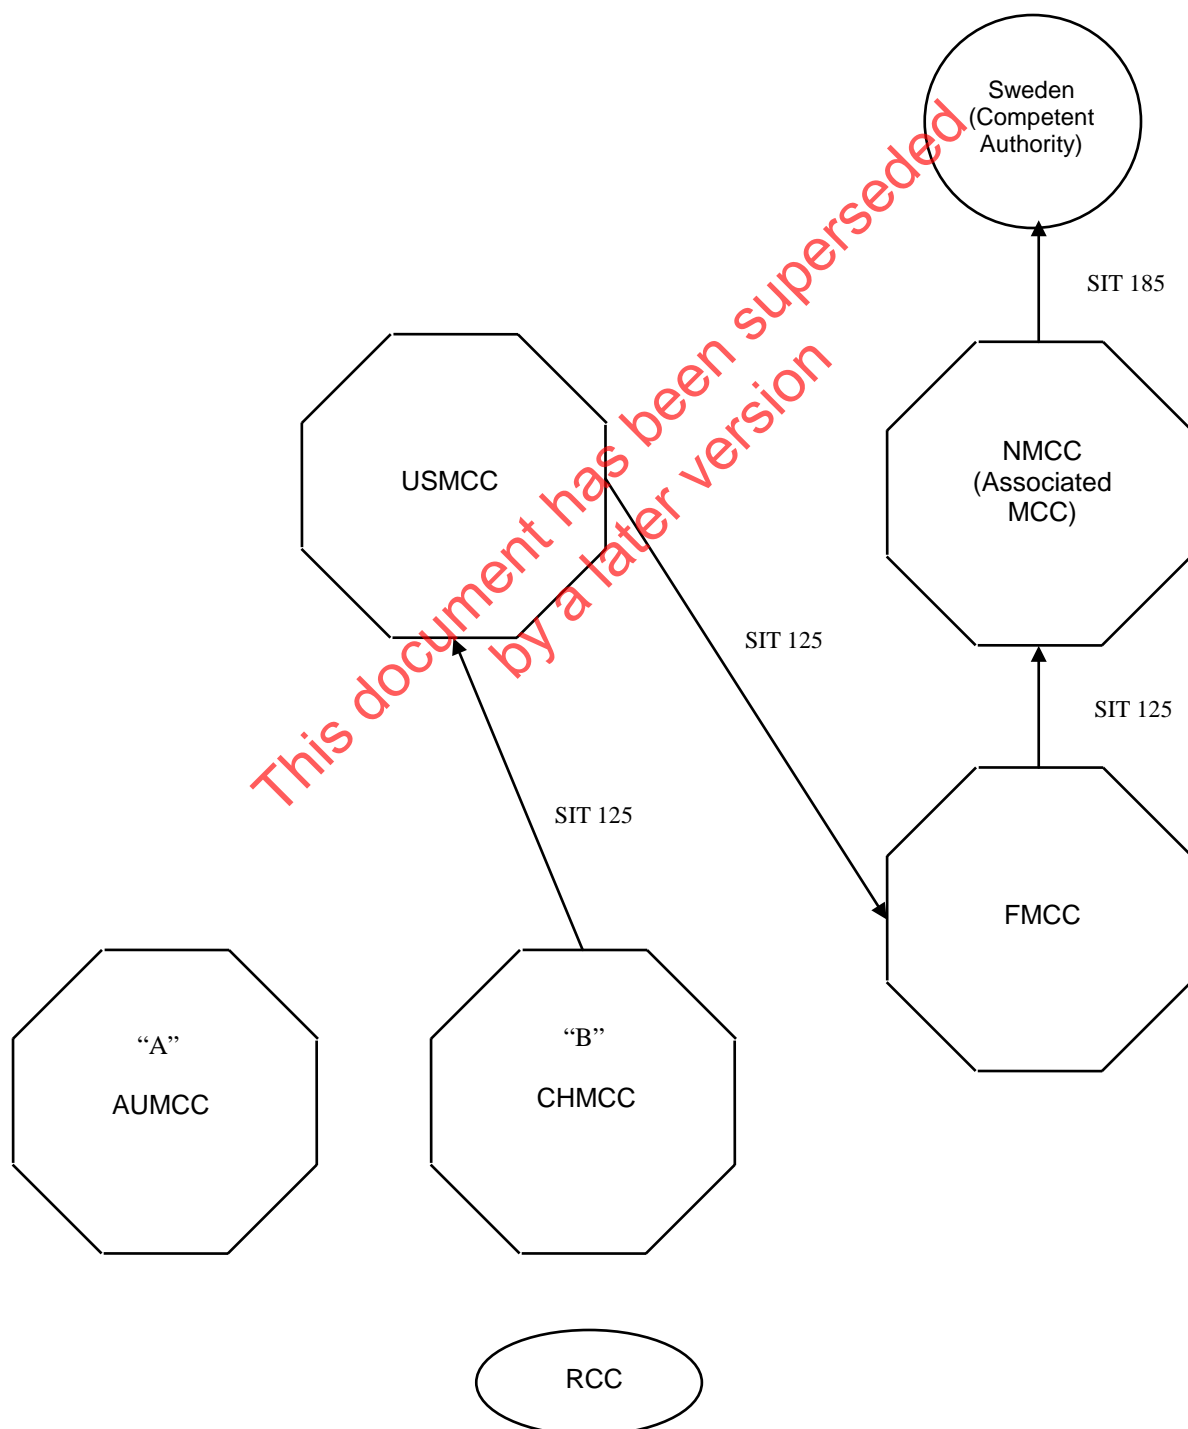 Sweden
(Competent
Authority)
SIT 185
USMCC
NMCC
(Associated
MCC)
SIT 125
SIT 125
SIT 125
FMCC
“A”
AUMCC
“B”
CHMCC
RCC
This document has been superseded
by a later version